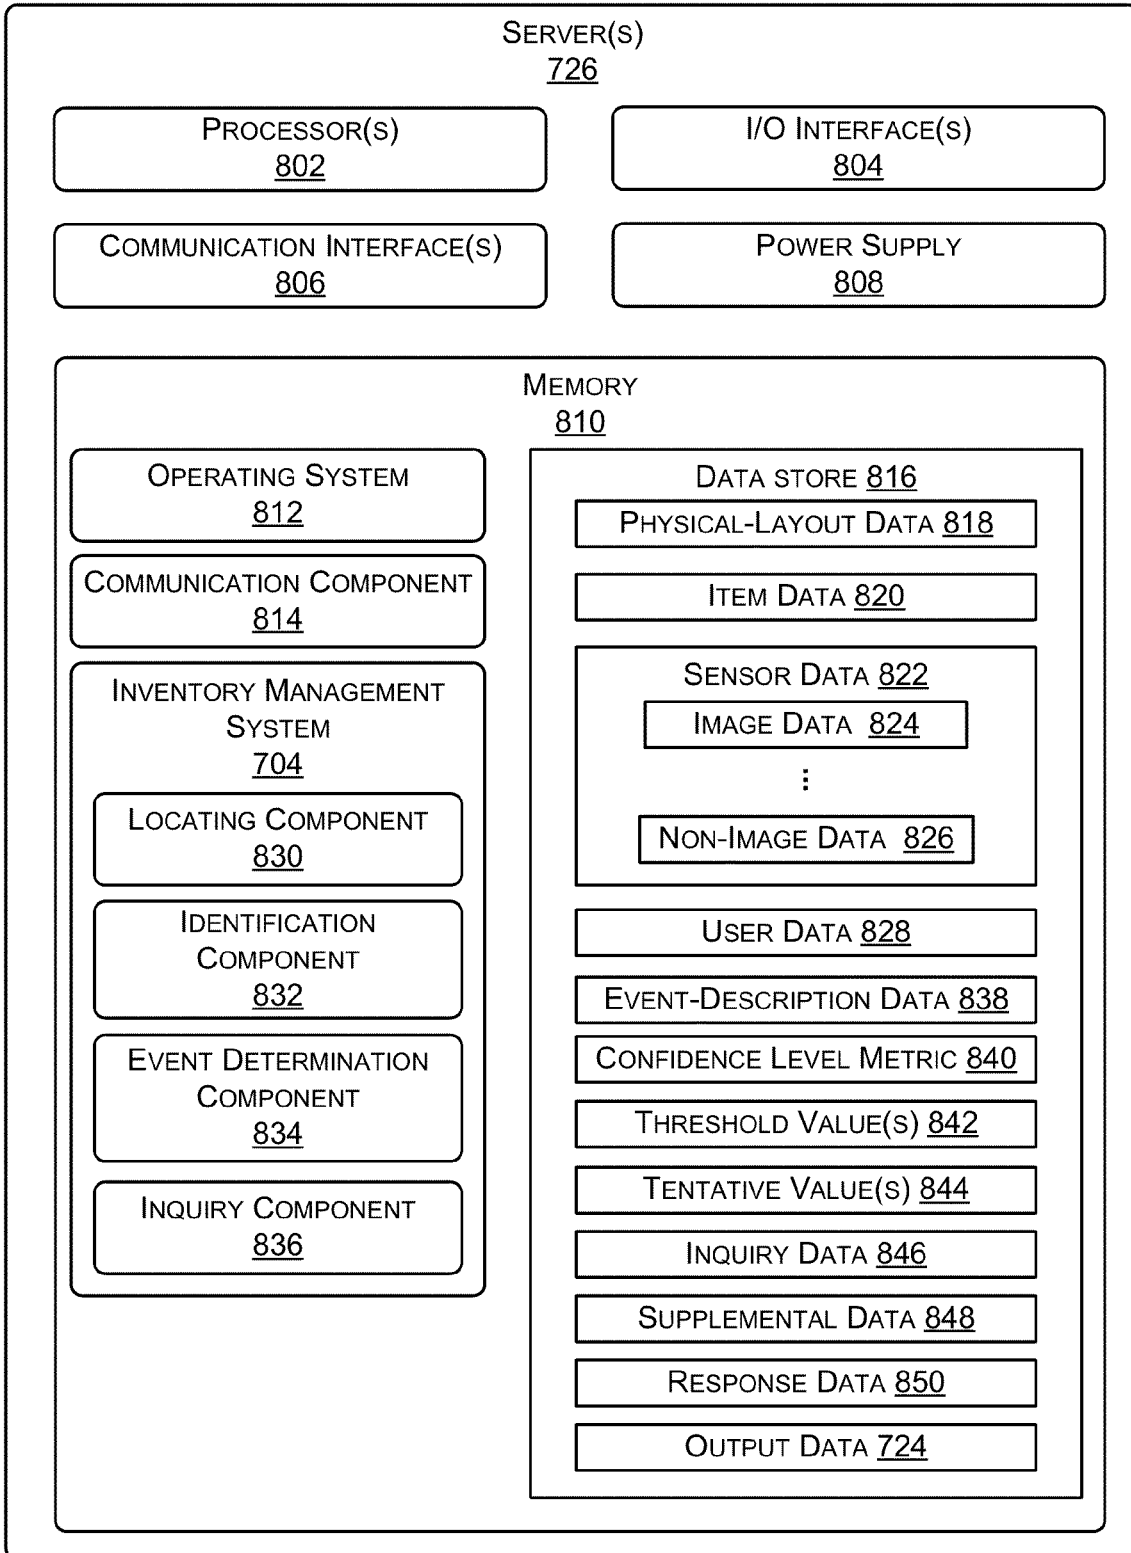 SERVER(S)
726
PROCESSOR(S)
802
I/O INTERFACE(S)
804
COMMUNICATION INTERFACE(S)
806
POWER SUPPLY
808
MEMORY
810
OPERATING SYSTEM
812
COMMUNICATION COMPONENT
814
INVENTORY MANAGEMENT
SYSTEM
704
LOCATING COMPONENT
830
IDENTIFICATION
COMPONENT
832
EVENT DETERMINATION
COMPONENT
834
INQUIRY COMPONENT
836
DATA STORE 816
PHYSICAL-LAYOUT DATA 818
ITEM DATA 820
SENSOR DATA 822
IMAGE DATA 824
⋮
NON-IMAGE DATA 826
USER DATA 828
EVENT-DESCRIPTION DATA 838
CONFIDENCE LEVEL METRIC 840
THRESHOLD VALUE(S) 842
TENTATIVE VALUE(S) 844
INQUIRY DATA 846
SUPPLEMENTAL DATA 848
RESPONSE DATA 850
OUTPUT DATA 724